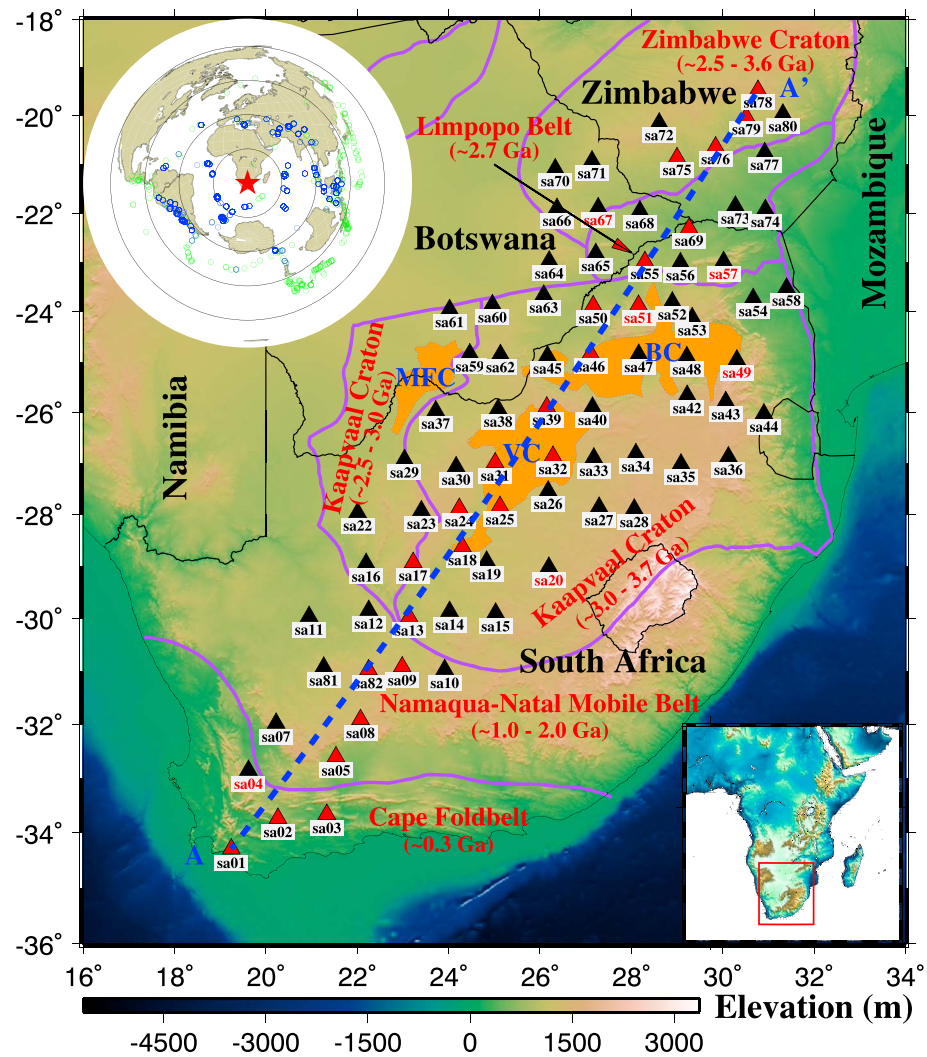 -18°
-20°
-22°
-24°
-26°
-28°
-30°
-32°
-34°
-36°
Zimbabwe Craton
(~2.5 - 3.6 Ga)
A’
Zimbabwe
sa78
sa79
sa80
sa72
Limpopo Belt
(~2.7 Ga)
sa75
sa76
sa77
sa70
sa71
Mozambique
sa66
sa67
sa68
sa73
sa74
sa69
Botswana
sa64
sa65
sa55
sa56
sa57
sa63
sa58
sa54
sa61
sa60
sa50
sa51
sa52
sa53
sa59
sa62
sa45
sa46
sa47
BC
sa48
sa49
MFC
Kaapvaal Craton
(~2.5 - 3.0 Ga)
Namibia
sa37
sa38
sa39
sa40
sa42
sa43
sa44
VC
sa29
sa30
sa31
sa32
sa33
sa34
sa35
sa36
sa22
sa23
sa24
sa25
sa26
sa27
sa28
Kaapvaal Craton
(~3.0 - 3.7 Ga)
sa16
sa17
sa18
sa19
sa20
sa11
sa12
sa13
sa14
sa15
South Africa
sa81
sa82
sa09
sa10
Namaqua-Natal Mobile Belt
(~1.0 - 2.0 Ga)
sa07
sa08
sa04
sa05
Cape Foldbelt
(~0.3 Ga)
sa02
sa03
A
sa01
16°
18°
20°
22°
24°
26°
28°
30°
32°
34°
Elevation (m)
-4500
-3000
-1500
0
1500
3000